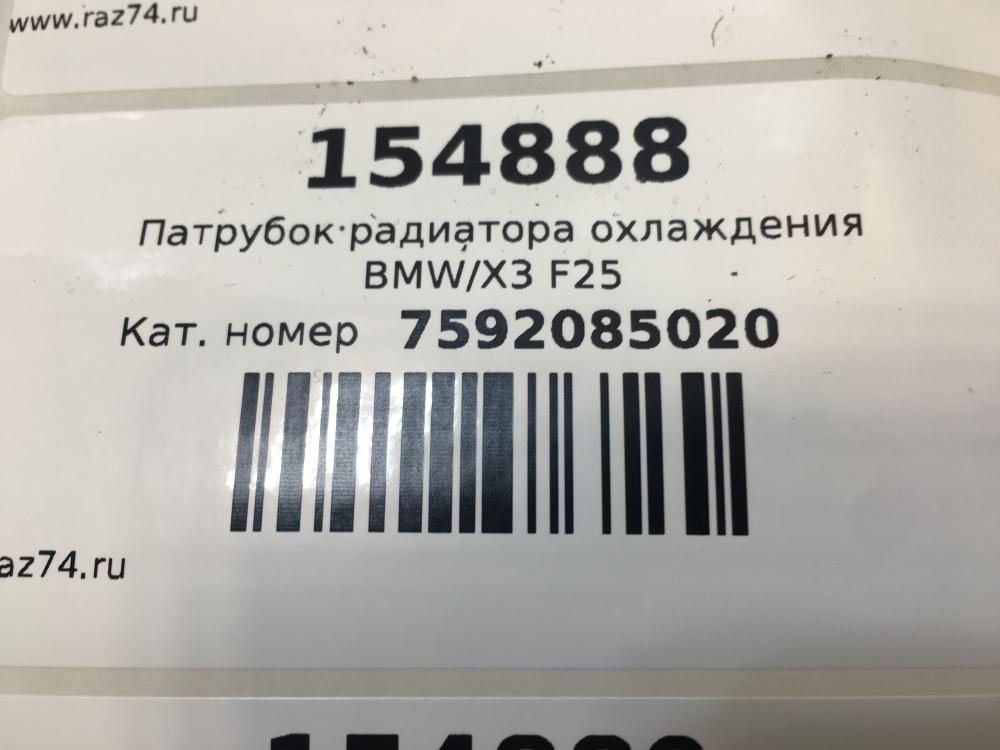 www.raz74.ru
154888
Патрубок радиатора охлаждения
BMW/X3 F25
Кат. номер 7592085020
az74.ru